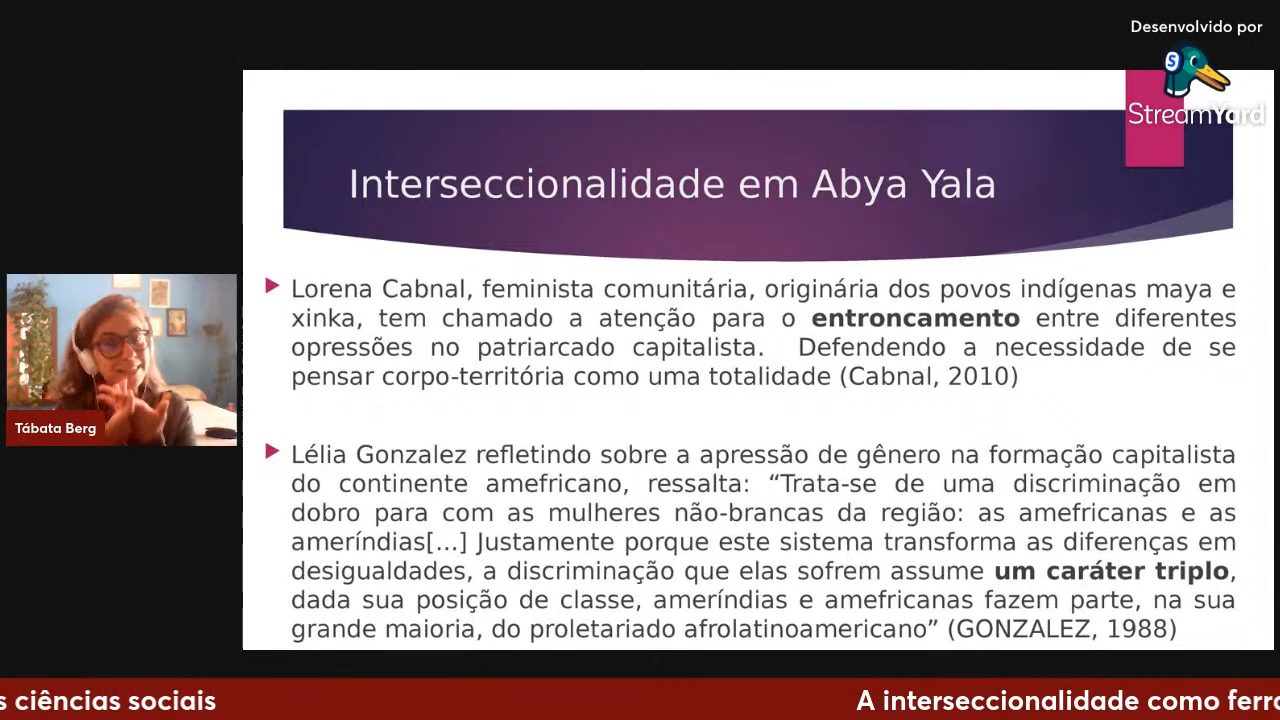 Desenvolvido por
StreamYard
Interseccionalidade em Abya Yala
Lorena Cabnal, feminista comunitária, originária dos povos indígenas maya e
xinka, tem chamado a atenção para o entroncamento entre diferentes
opressões no patriarcado capitalista. Defendendo a necessidade de se
pensar corpo-território como uma totalidade (Cabnal, 2010)
Lélia Gonzalez refletindo sobre a apressão de gênero na formação capitalista
do continente amefricano, ressalta: “Trata-se de uma discriminação em
dobro para com as mulheres não-brancas da região: as amefricanas e as
ameríndias[...] Justamente porque este sistema transforma as diferenças em
desigualdades, a discriminação que elas sofrem assume um caráter triplo,
dada sua posição de classe, ameríndias e amefricanas fazem parte, na sua
grande maioria, do proletariado afrolatinoamericano” (GONZALEZ, 1988)
Tábata Berg
s ciências sociais
A interseccionalidade como ferra